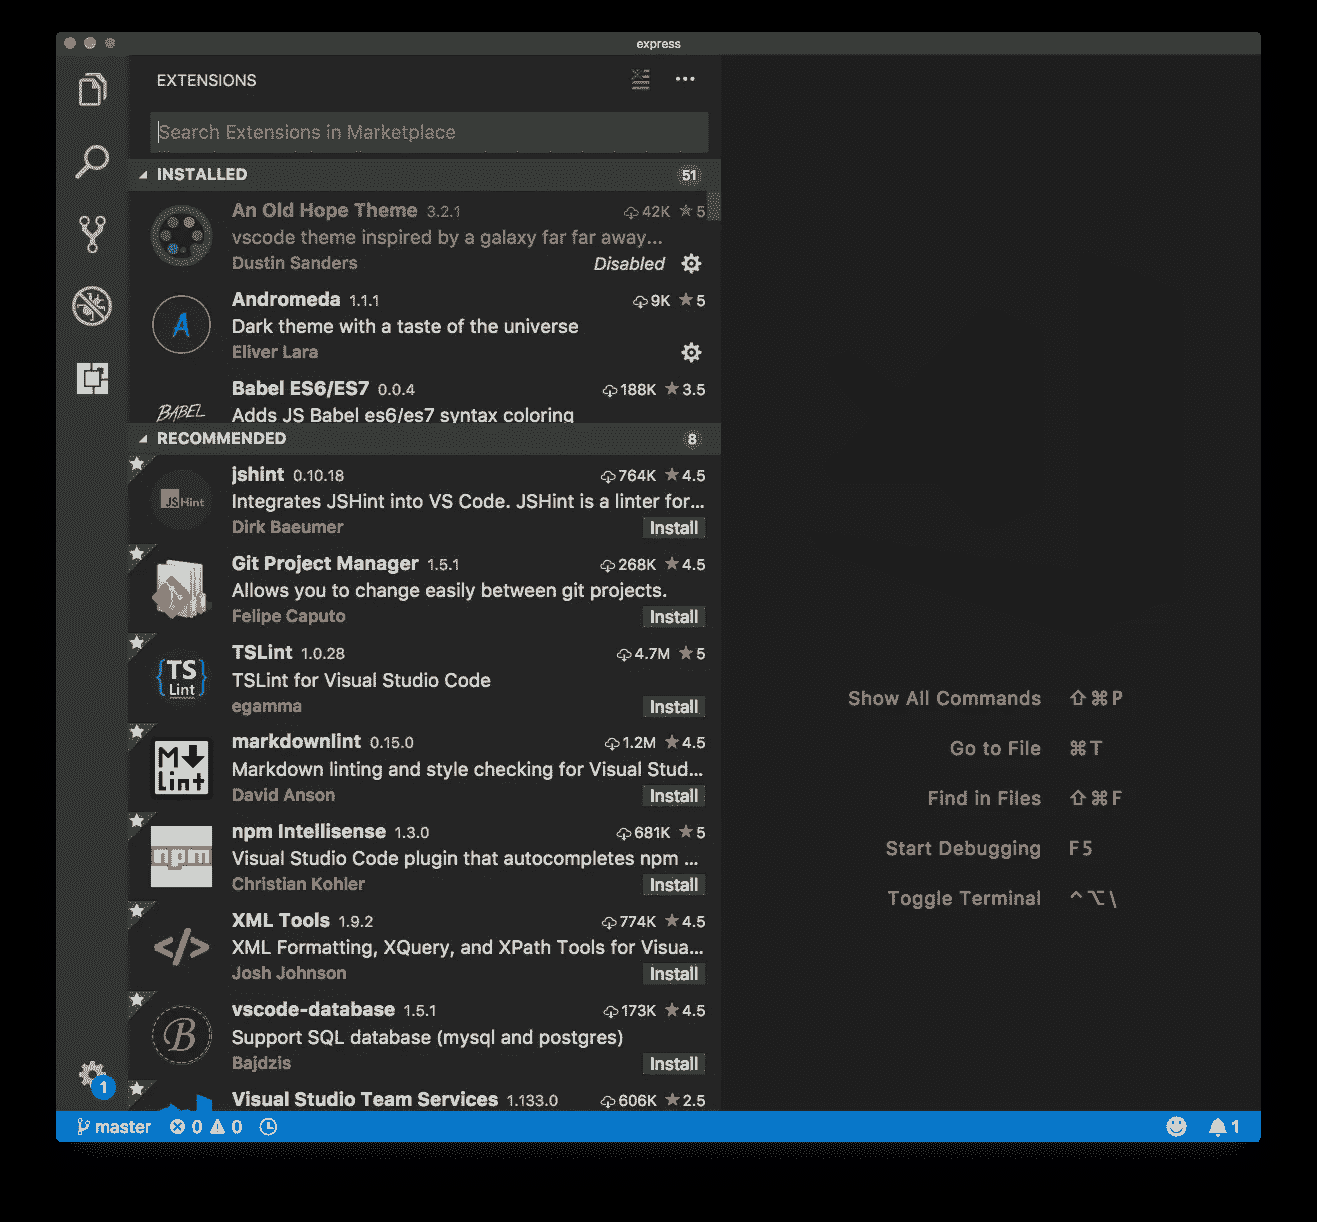 express
EXTENSIONS
Search Extensions in Marketplace
INSTALLED 51
An Old Hope Theme 3.2.1 42K 5
vscode theme inspired by a galaxy far far away...
Dustin Sanders Disabled
A
Andromeda 1.1.1 9K 5
Dark theme with a taste of the universe
Eliver Lara
Babel ES6/ES7 0.0.4 188K 3.5
BABEL
Adds JS Babel es6/es7 syntax coloring
RECOMMENDED 8
jshint 0.10.18 764K 4.5
JSHint
Integrates JSHint into VS Code. JSHint is a linter for...
Dirk Baeumer Install
Git Project Manager 1.5.1 268K 4.5
Allows you to change easily between git projects.
Felipe Caputo Install
TSLint 1.0.28 4.7M 5
{TS}
Lint
TSLint for Visual Studio Code
egamma Install
markdownlint 0.15.0 1.2M 4.5
M↓
Lint
Markdown linting and style checking for Visual Stud...
David Anson Install
npm Intellisense 1.3.0 681K 5
npm
Visual Studio Code plugin that autocompletes npm ...
Christian Kohler Install
XML Tools 1.9.2 774K 4.5
</>
XML Formatting, XQuery, and XPath Tools for Visua...
Josh Johnson Install
vscode-database 1.5.1 173K 4.5
B
Support SQL database (mysql and postgres)
Bajdzis Install
Visual Studio Team Services 1.133.0 606K 2.5
1
Show All Commands ⇧⌘P
Go to File ⌘T
Find in Files ⇧⌘F
Start Debugging F5
Toggle Terminal ^⌥\
master 0 0 1